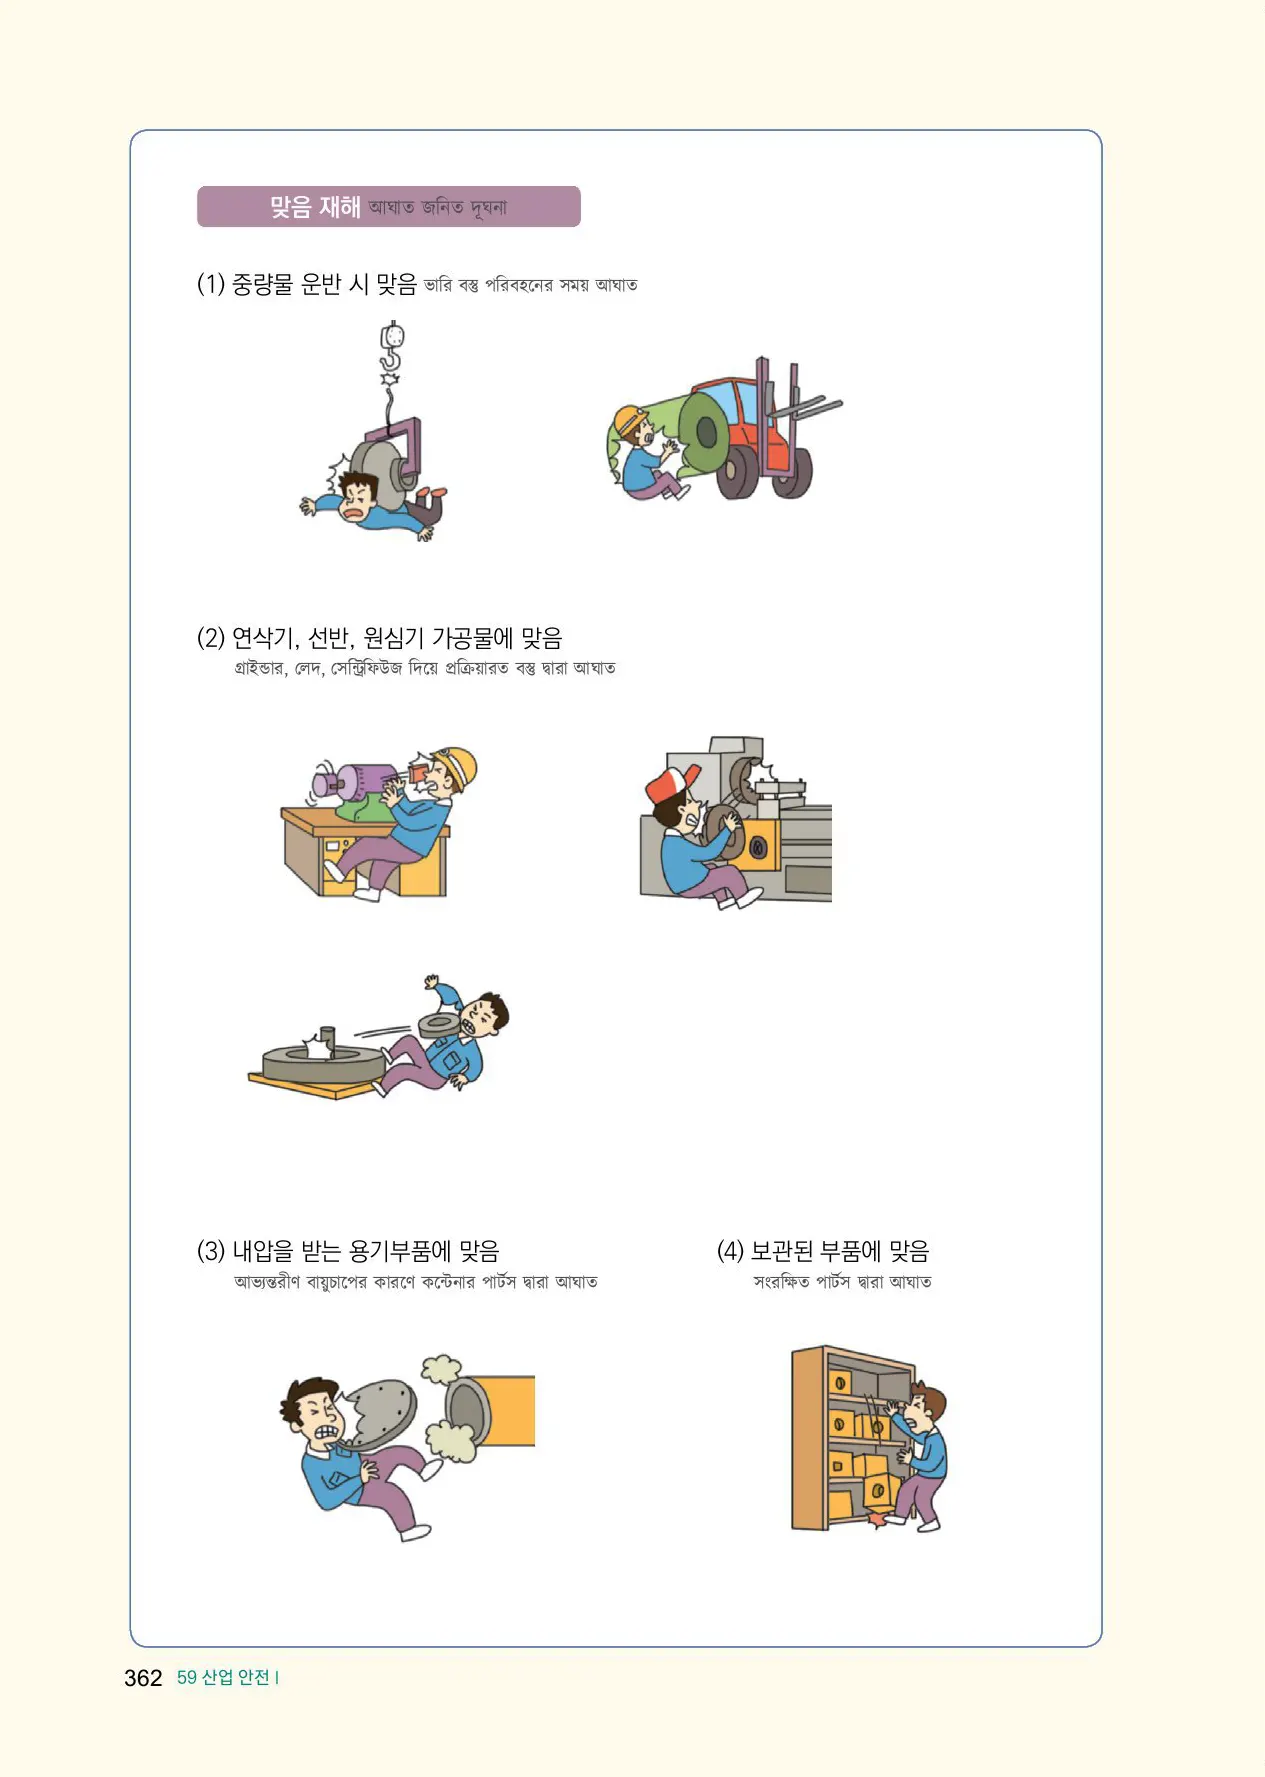 맞음 재해 আঘাত জনিত দূঘনা
(1) 중량물 운반 시 맞음 ভারি বস্তু পরিবহনের সময় আঘাত
(2) 연삭기, 선반, 원심기 가공물에 맞음
গ্রাইন্ডার, লেদ, সেন্ট্রিফিউজ দিয়ে প্রক্রিয়ারত বস্তু দ্বারা আঘাত
(3) 내압을 받는 용기부품에 맞음
আভ্যন্তরীণ বায়ুচাপের কারণে কন্টেনার পার্টস দ্বারা আঘাত
(4) 보관된 부품에 맞음
সংরক্ষিত পার্টস দ্বারা আঘাত
362 59 산업 안전 I